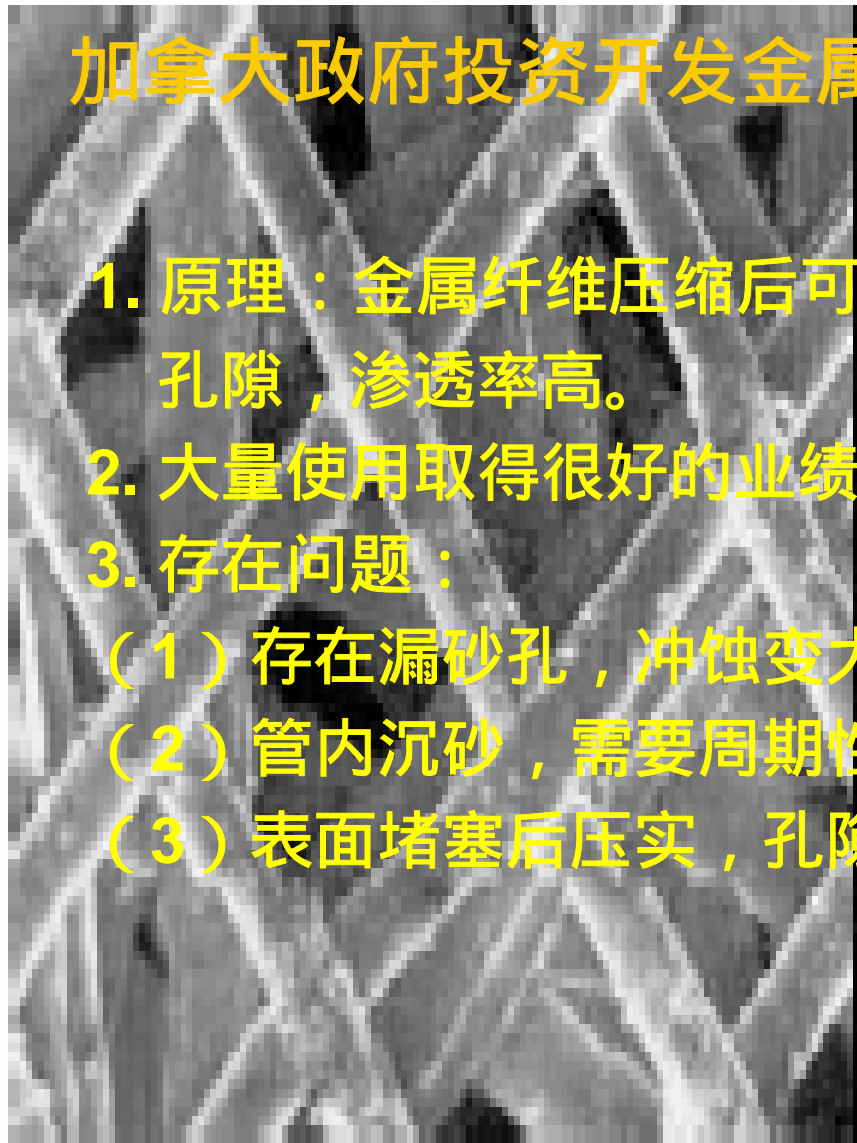 加拿大政府投资开发金属
1. 原理：金属纤维压缩后可
孔隙，渗透率高。
2. 大量使用取得很好的业绩
3. 存在问题：
（1）存在漏砂孔，冲蚀变大
（2）管内沉砂，需要周期性
（3）表面堵塞后压实，孔隙